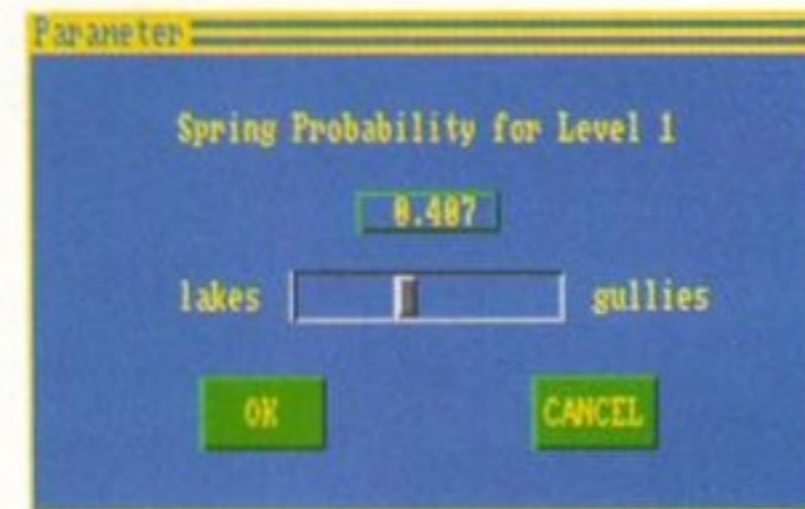 Parameter
Spring Probability for Level 1
0.407
lakes gullies
OK CANCEL